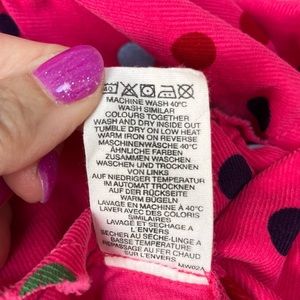 40
MACHINE WASH 40°C
WASH SIMILAR
COLOURS TOGETHER
WASH AND DRY INSIDE OUT
TUMBLE DRY ON LOW HEAT
WARM IRON ON REVERSE
MASCHINENWÄSCHE 40°C
ÄHNLICHE FARBEN
ZUSAMMEN WASCHEN
WASCHEN UND TROCKNEN
VON LINKS
AUF NIEDRIGER TEMPERATUR
IM AUTOMAT TROCKNEN
AUF DER RÜCKSEITE
WARM BÜGELN
LAVAGE EN MACHINE À 40°C
LAVER AVEC DES COLORIS
SIMILAIRES
LAVAGE ET SÉCHAGE À L'ENVERS
SÉCHER AU SÈCHE-LINGE À
BASSE TEMPÉRATURE
REPASSAGE AU FER CHAUD
SUR L'ENVERS
MW02A